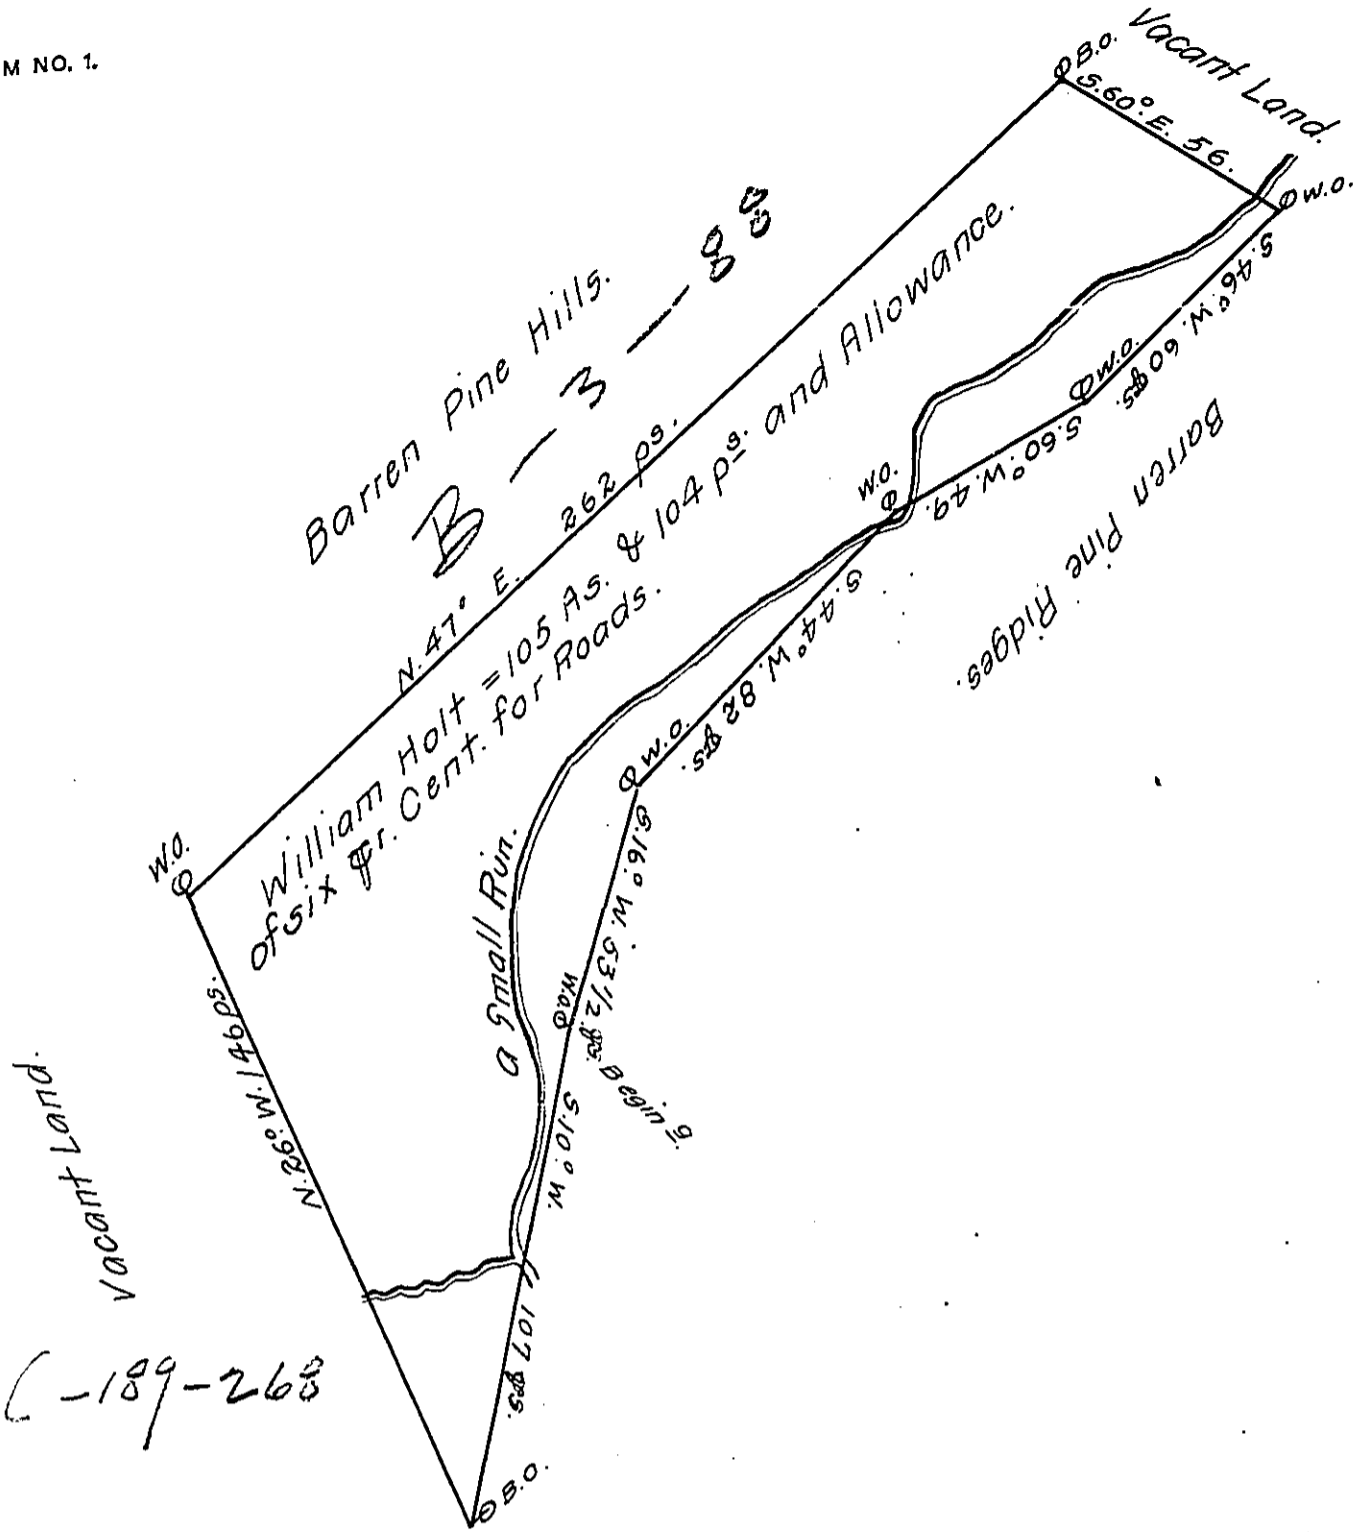 M NO. 1.
B.O.
Vacant Land.
S.60°.E. 56.
W.O.
S.46°.W. 60 ps.
W.O.
S.60°.W.49.
W.O.
Barren Pine Ridges.
S.44°W.82 ps.
W.O.
S.16°.W.53 1/2 ps.
W.O.
Begin g.
S.10°.W.
107 ps.
B.O.
N.26°.W.146 ps.
W.O.
N.47° E. 262 ps.
Barren Pine Hills.
B — 3 — 88
William Holt = 105 As. & 104 ps. and Allowance.
of six pr. Cent. for Roads.
a Small Run.
Vacant Land.
C-189-268